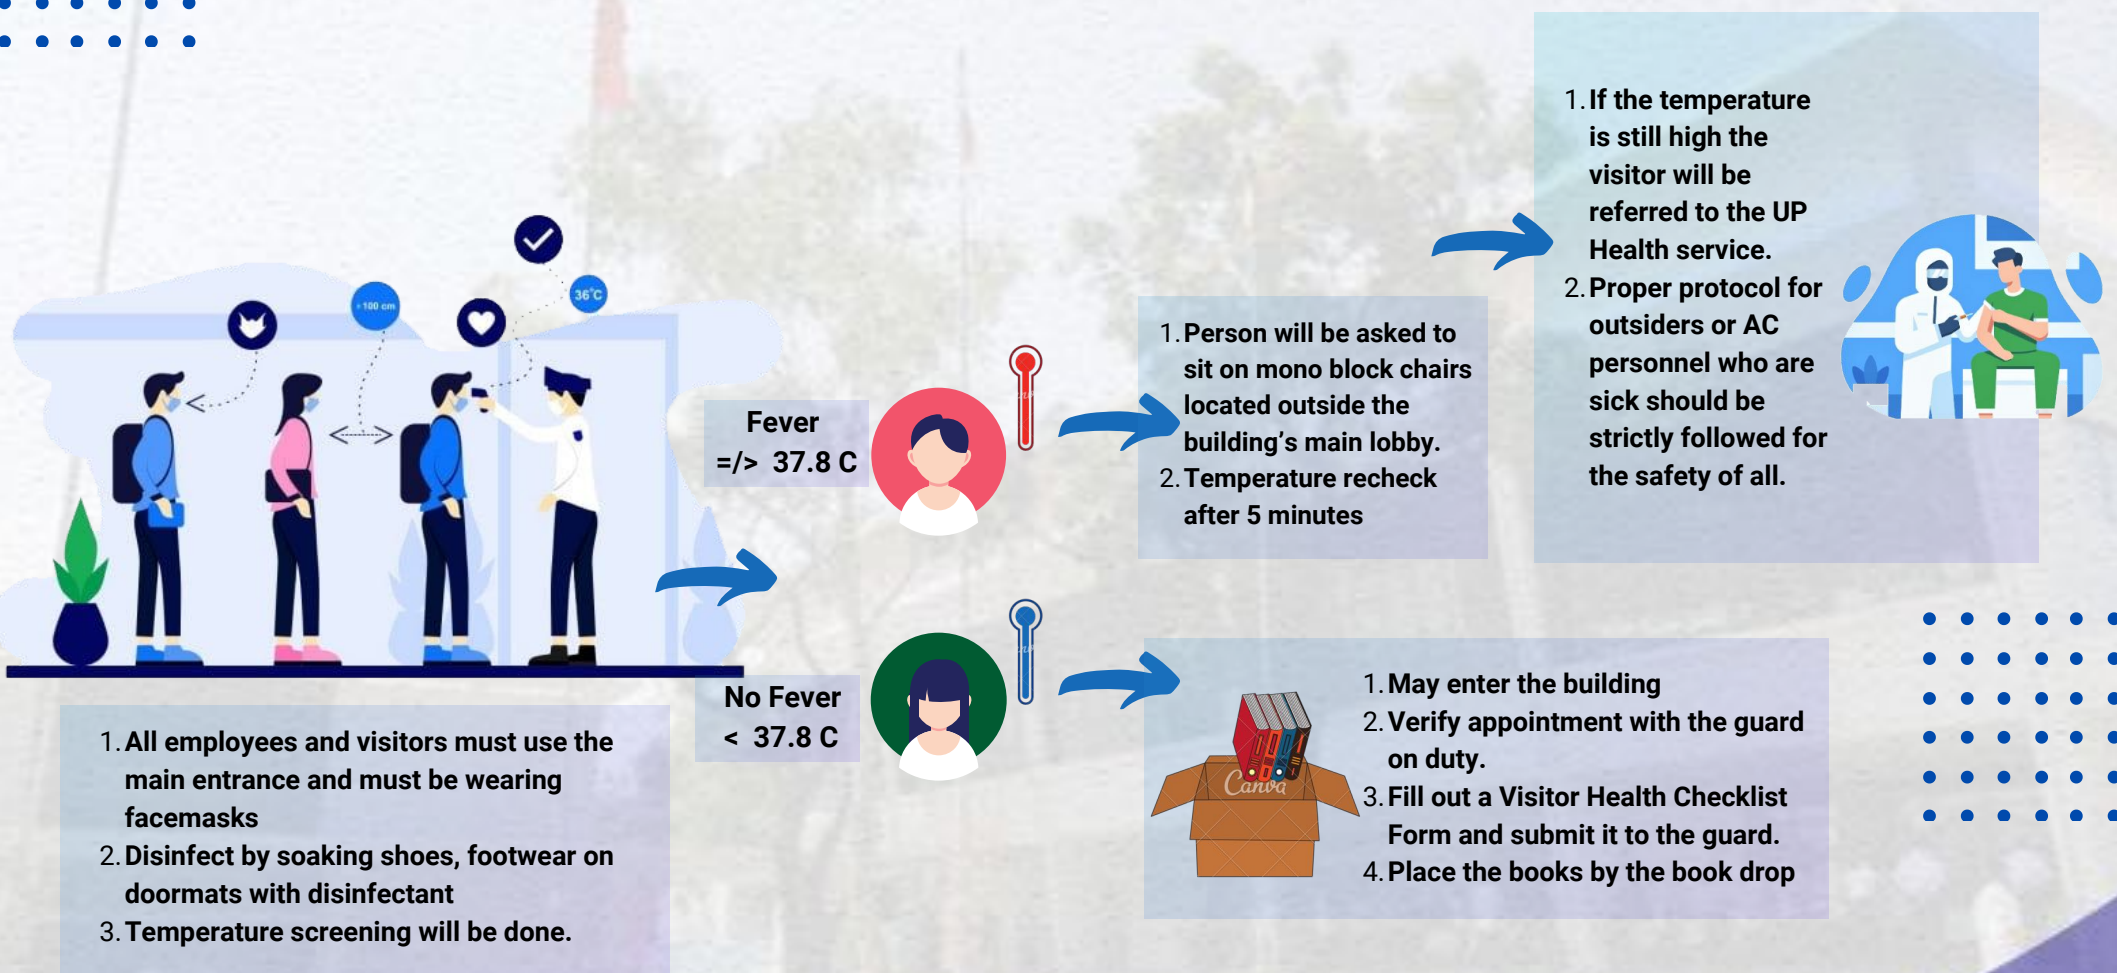 +100 cm
36°C
1. All employees and visitors must use the
main entrance and must be wearing
facemasks
2. Disinfect by soaking shoes, footwear on
doormats with disinfectant
3. Temperature screening will be done.
Fever
=/> 37.8 C
1. Person will be asked to
sit on mono block chairs
located outside the
building's main lobby.
2. Temperature recheck
after 5 minutes
1. If the temperature
is still high the
visitor will be
referred to the UP
Health service.
2. Proper protocol for
outsiders or AC
personnel who are
sick should be
strictly followed for
the safety of all.
No Fever
< 37.8 C
Canva
1. May enter the building
2. Verify appointment with the guard
on duty.
3. Fill out a Visitor Health Checklist
Form and submit it to the guard.
4. Place the books by the book drop